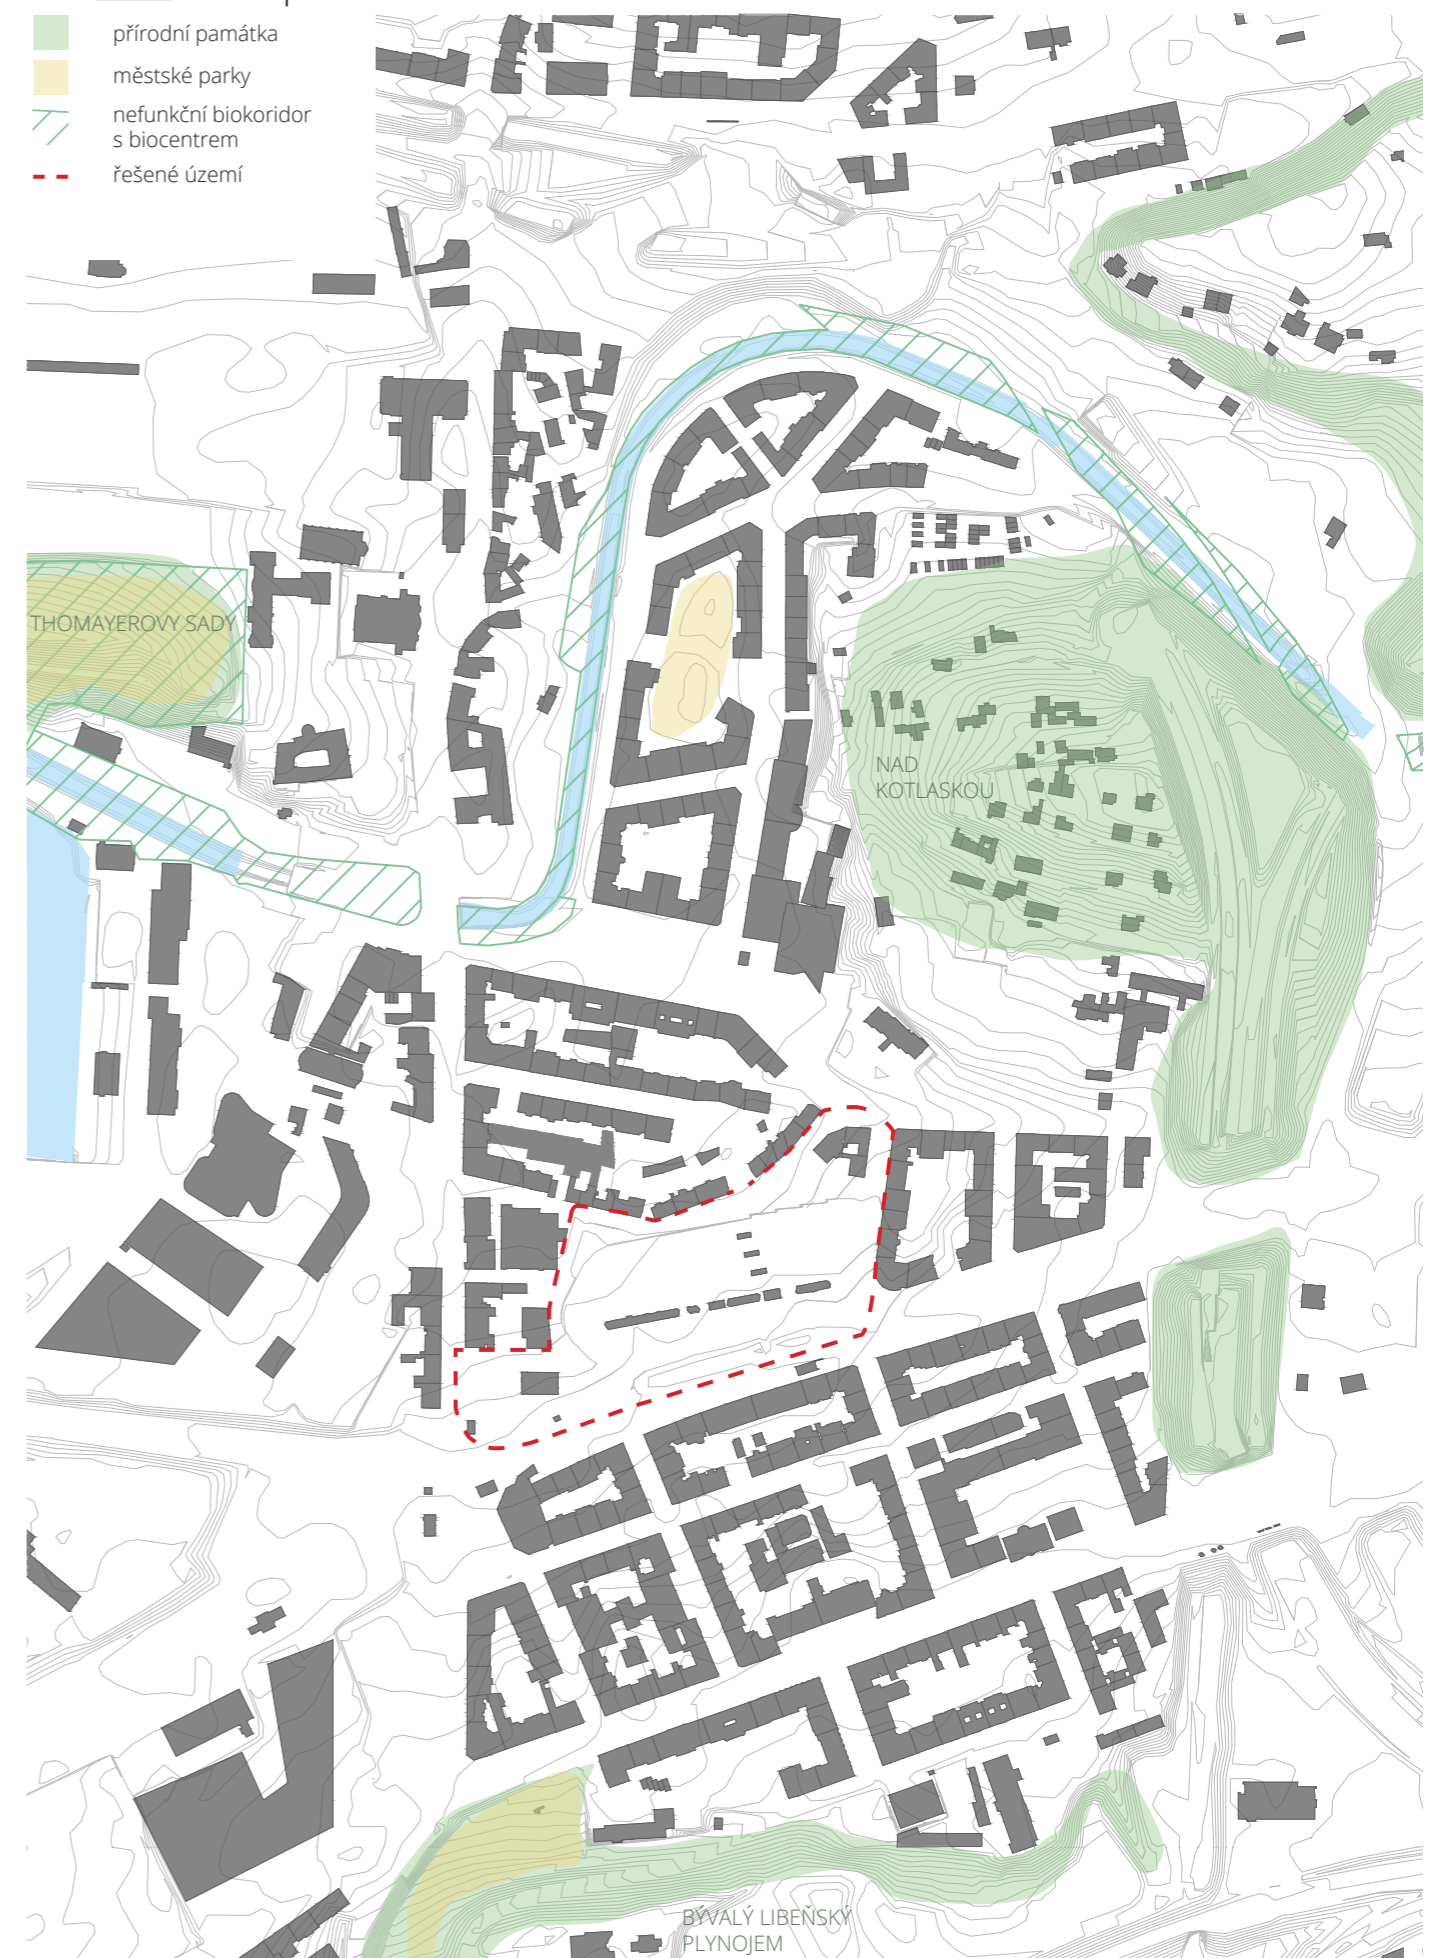 přírodní památka
městské parky
nefunkční biokoridor
s biocentrem
řešené území
THOMAYEROVY SADY
NAD
KOTLASKOU
BÝVALÝ LIBEŇSKÝ
PLYNOJEM